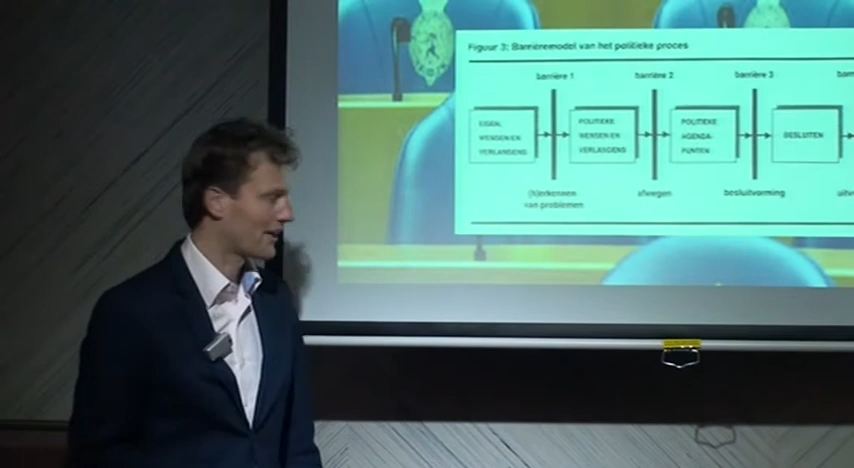 Figuur 3: Barrièremodel van het politieke proces
barrière 1
barrière 2
barrière 3
EIGEN
WENSEN EN
VERLANGENS
POLITIEKE
WENSEN EN
VERLANGENS
POLITIEKE
AGENDA-
PUNTEN
BESLUITEN
(h)erkennen
van problemen
afwegen
besluitvorming